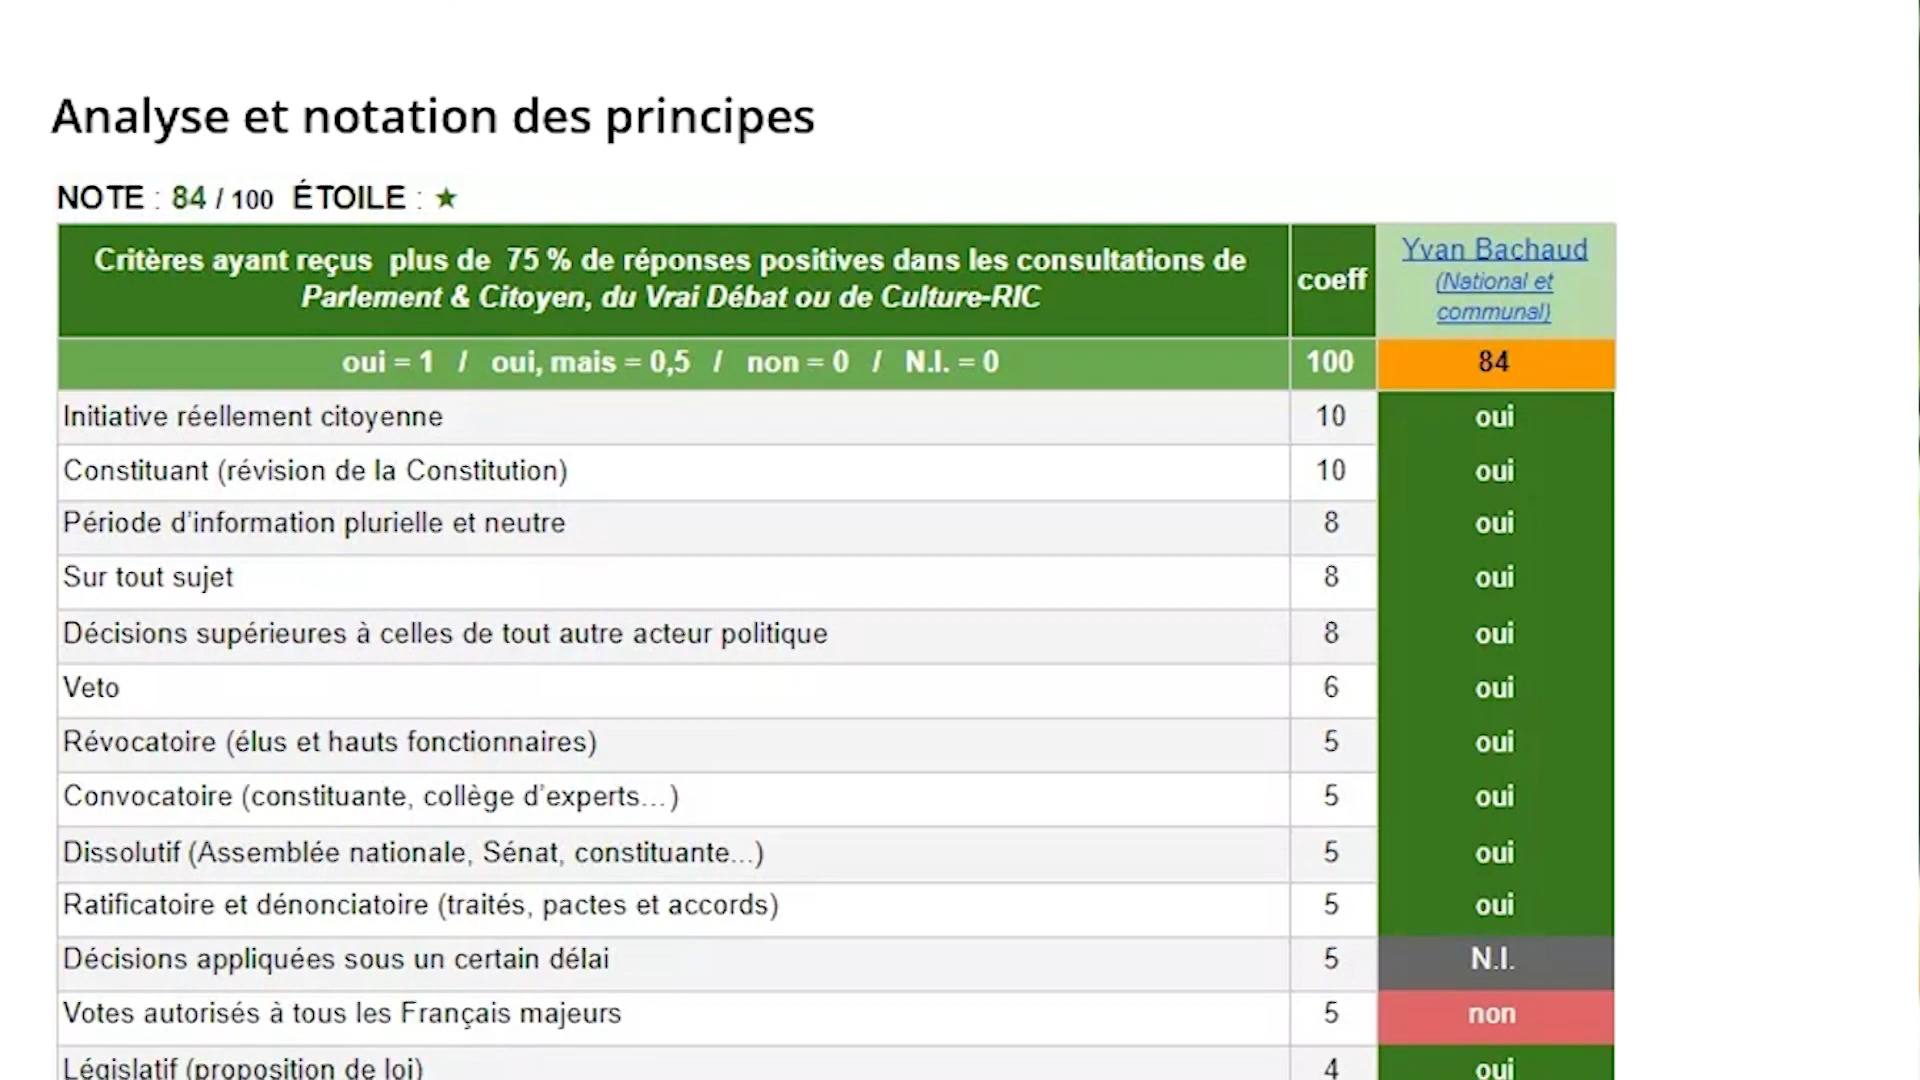 Analyse et notation des principes
NOTE : 84 / 100 ÉTOILE : ★
Critères ayant reçus plus de 75 % de réponses positives dans les consultations de
Parlement & Citoyen, du Vrai Débat ou de Culture-RIC
coeff
Yvan Bachaud
(National et
communal)
oui = 1 / oui, mais = 0,5 / non = 0 / N.I. = 0 100 84
Initiative réellement citoyenne 10 oui
Constituant (révision de la Constitution) 10 oui
Période d'information plurielle et neutre 8 oui
Sur tout sujet 8 oui
Décisions supérieures à celles de tout autre acteur politique 8 oui
Veto 6 oui
Révocatoire (élus et hauts fonctionnaires) 5 oui
Convocatoire (constituante, collège d'experts...) 5 oui
Dissolutif (Assemblée nationale, Sénat, constituante...) 5 oui
Ratificatoire et dénonciatoire (traités, pactes et accords) 5 oui
Décisions appliquées sous un certain délai 5 N.I.
Votes autorisés à tous les Français majeurs 5 non
Législatif (proposition de loi) 4 oui